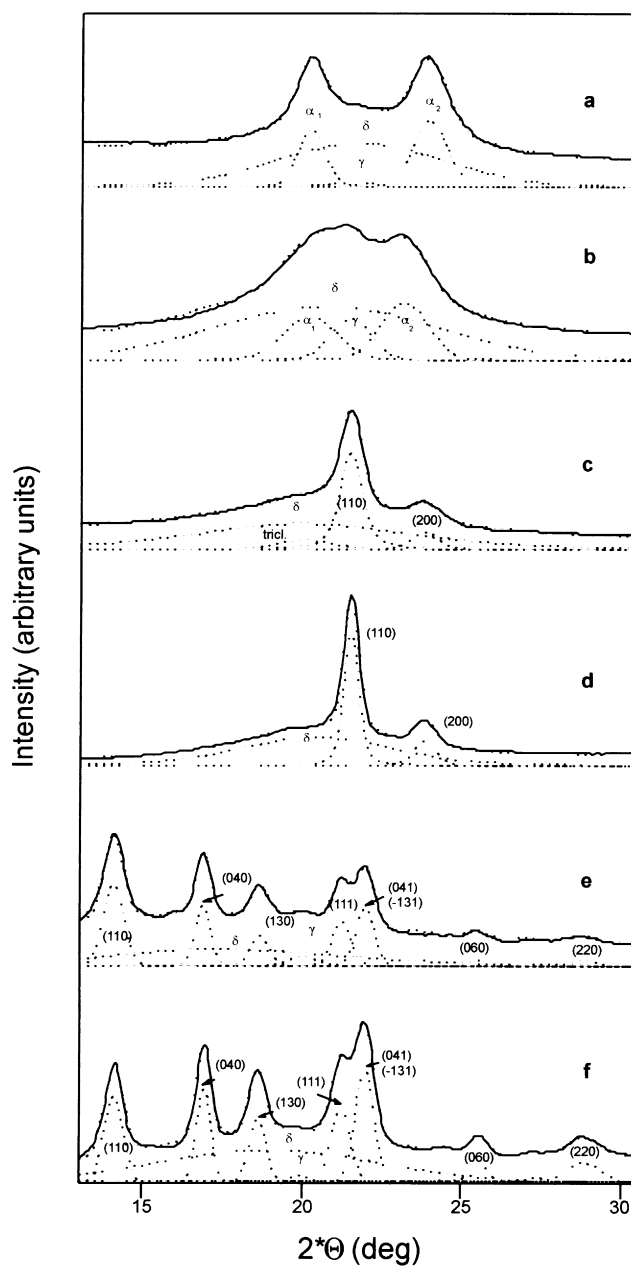 a
α1
α2
δ
γ
b
δ
α1
γ
α2
c
δ
(110)
(200)
tricl.
d
(110)
(200)
δ
e
(040)
(041)
(-131)
(130)
(111)
γ
δ
(110)
(060)
(220)
f
(040)
(041)
(-131)
(111)
(130)
δ
γ
(110)
(060)
(220)
Intensity (arbitrary units)
15 20 25 30
2*Θ (deg)